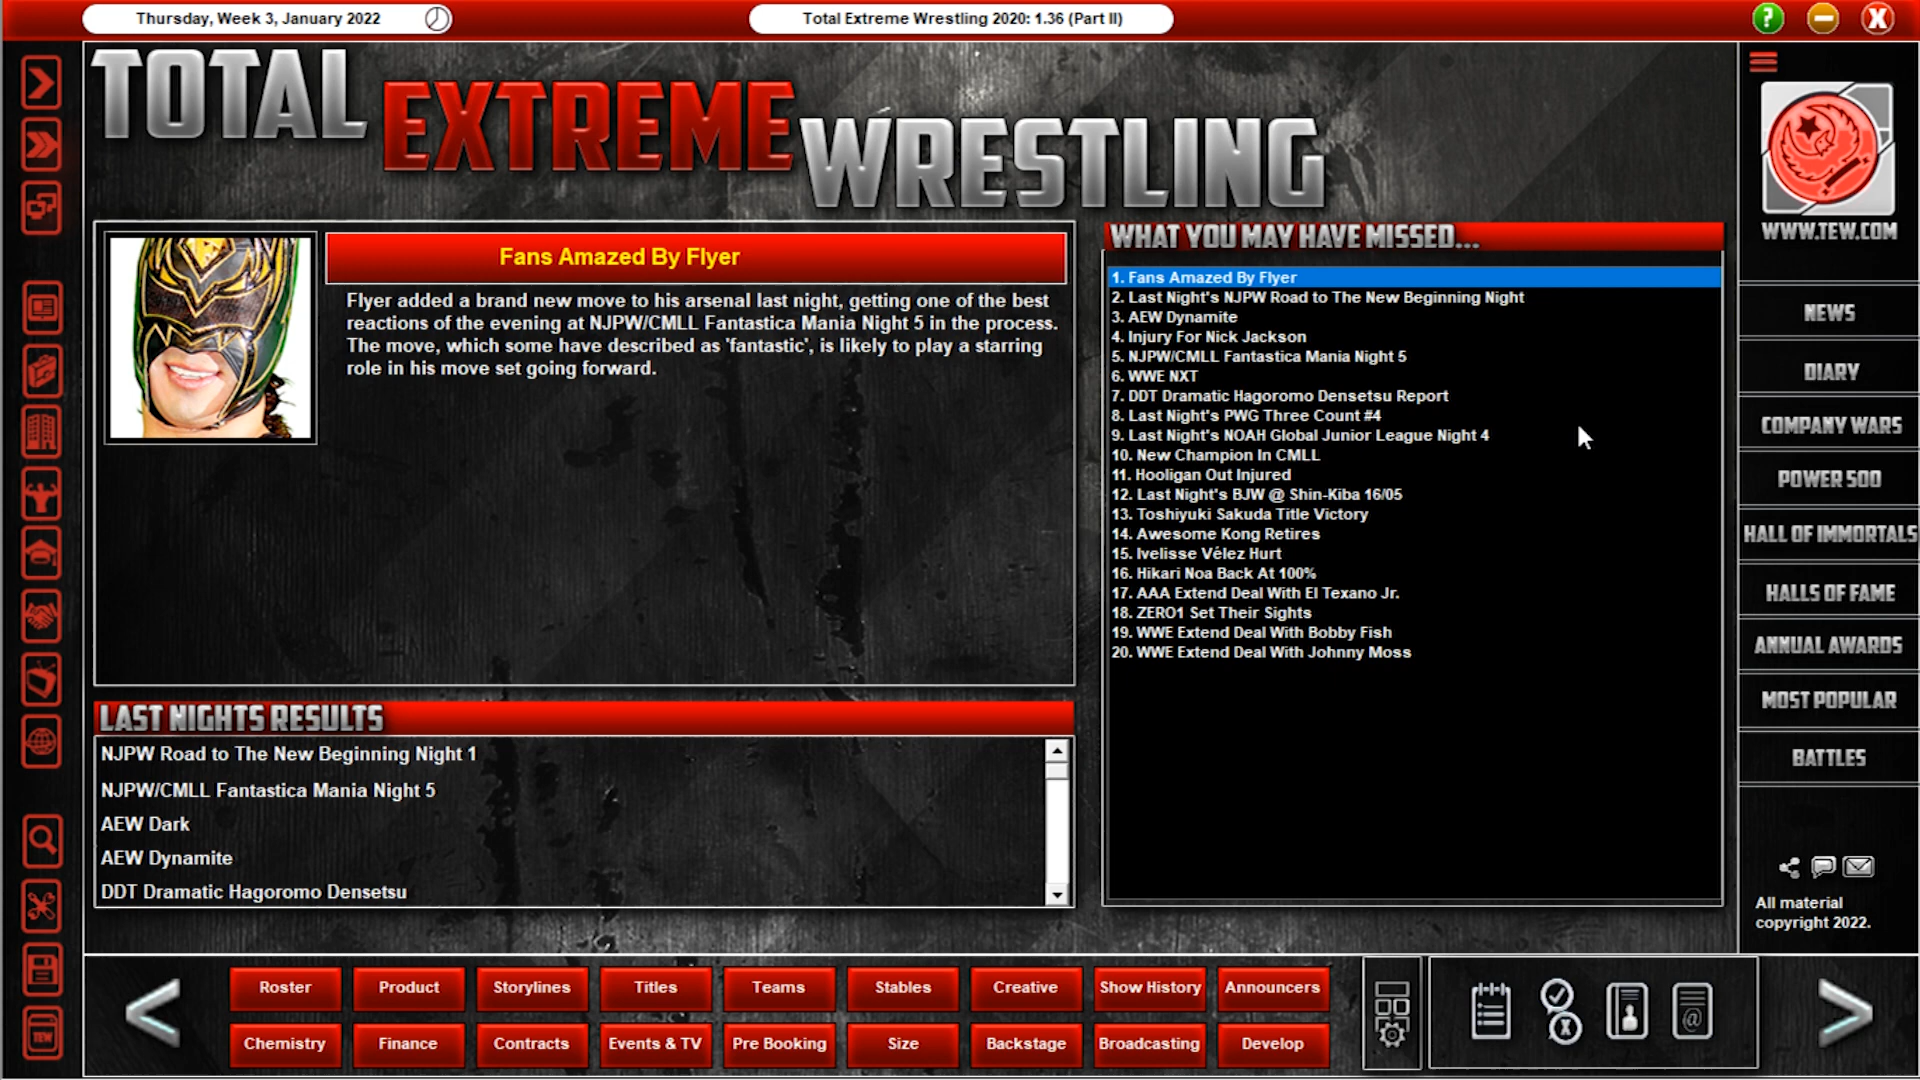 Thursday, Week 3, January 2022
Total Extreme Wrestling 2020: 1.36 (Part II)
TOTAL EXTREME WRESTLING
Fans Amazed By Flyer
Flyer added a brand new move to his arsenal last night, getting one of the best
reactions of the evening at NJPW/CMLL Fantastica Mania Night 5 in the process.
The move, which some have described as 'fantastic', is likely to play a starring
role in his move set going forward.
LAST NIGHTS RESULTS
NJPW Road to The New Beginning Night 1
NJPW/CMLL Fantastica Mania Night 5
AEW Dark
AEW Dynamite
DDT Dramatic Hagoromo Densetsu
WHAT YOU MAY HAVE MISSED...
1. Fans Amazed By Flyer
2. Last Night's NJPW Road to The New Beginning Night
3. AEW Dynamite
4. Injury For Nick Jackson
5. NJPW/CMLL Fantastica Mania Night 5
6. WWE NXT
7. DDT Dramatic Hagoromo Densetsu Report
8. Last Night's PWG Three Count #4
9. Last Night's NOAH Global Junior League Night 4
10. New Champion In CMLL
11. Hooligan Out Injured
12. Last Night's BJW @ Shin-Kiba 16/05
13. Toshiyuki Sakuda Title Victory
14. Awesome Kong Retires
15. Ivelisse Vélez Hurt
16. Hikari Noa Back At 100%
17. AAA Extend Deal With El Texano Jr.
18. ZERO1 Set Their Sights
19. WWE Extend Deal With Bobby Fish
20. WWE Extend Deal With Johnny Moss
WWW.TEW.COM
NEWS
DIARY
COMPANY WARS
POWER 500
HALL OF IMMORTALS
HALLS OF FAME
ANNUAL AWARDS
MOST POPULAR
BATTLES
All material
copyright 2022.
Roster
Product
Storylines
Titles
Teams
Stables
Creative
Show History
Announcers
Chemistry
Finance
Contracts
Events & TV
Pre Booking
Size
Backstage
Broadcasting
Develop
TEW